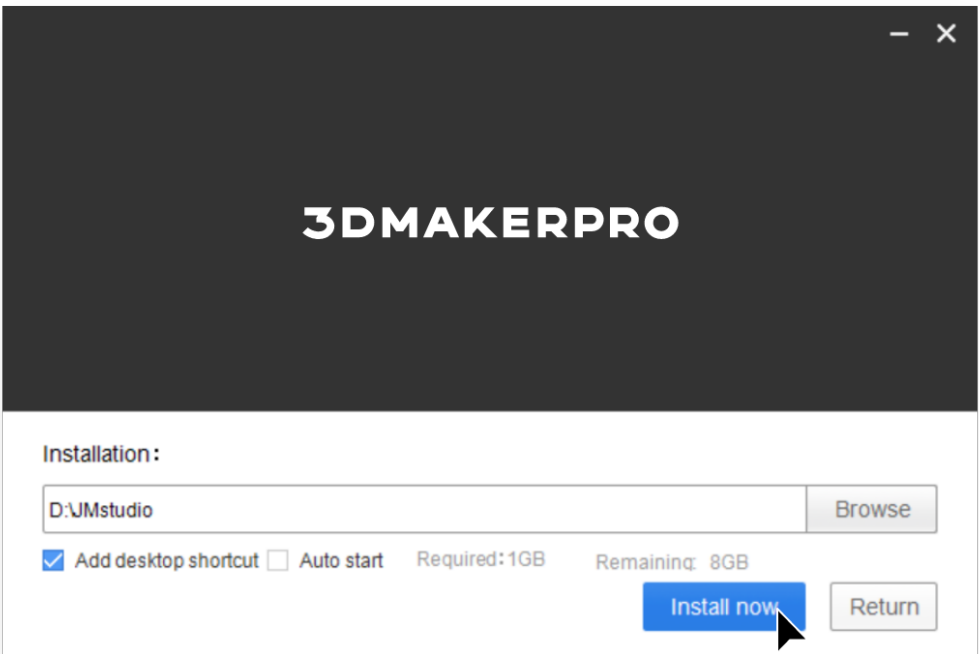 3DMAKERPRO
Installation:
D:\JMstudio Browse
Add desktop shortcut Auto start Required:1GB Remaining: 8GB
Install now Return